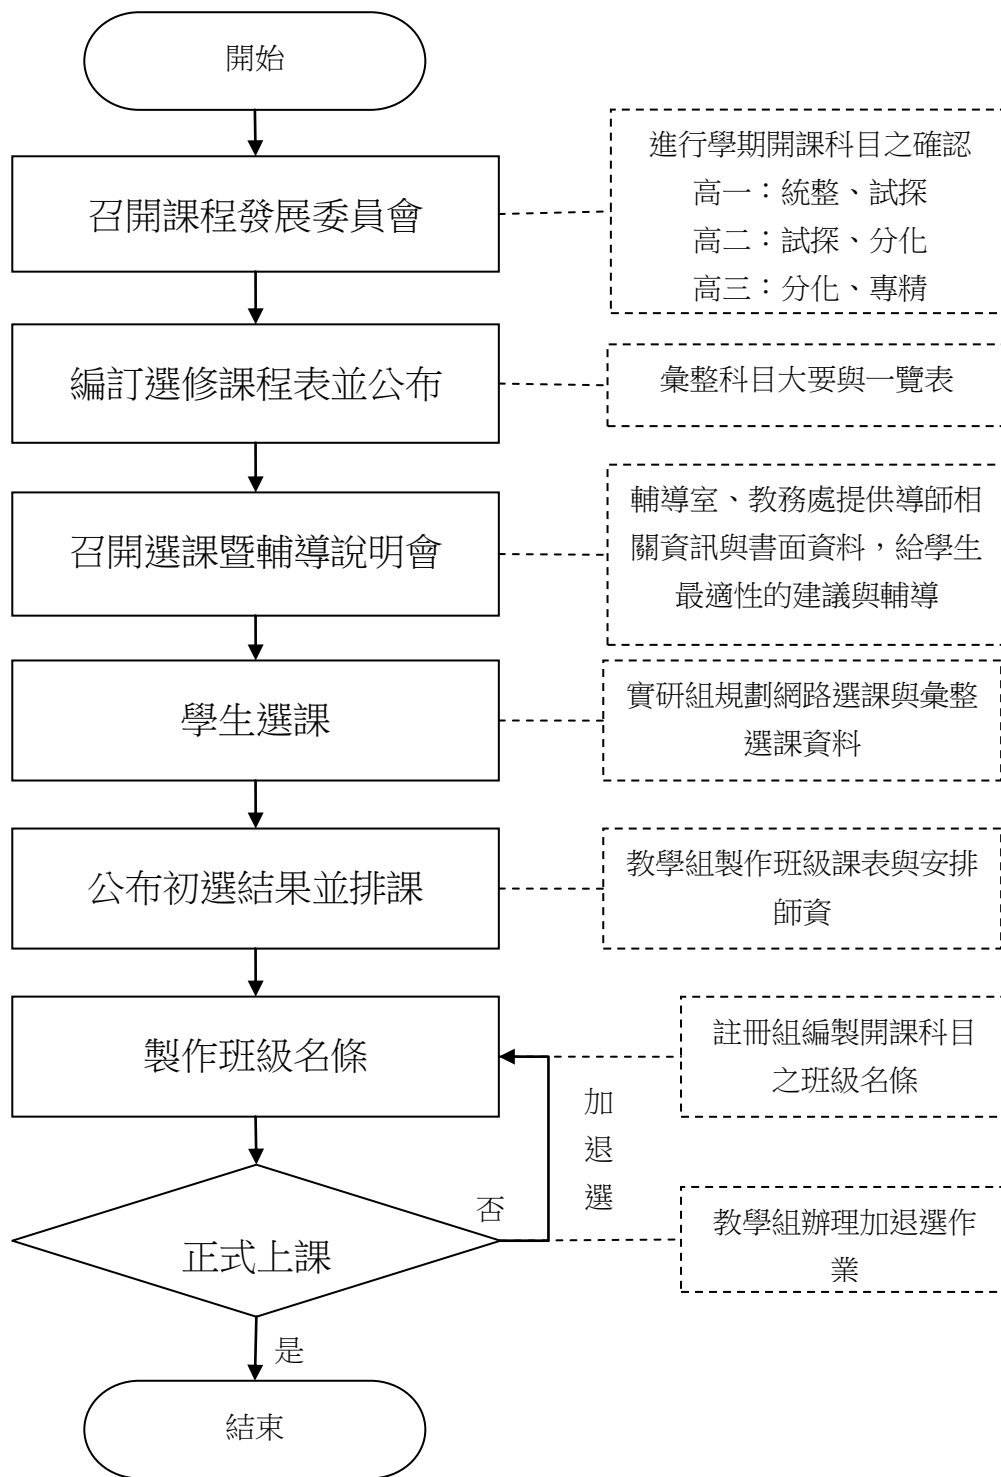 開始
召開課程發展委員會
進行學期開課科目之確認
高一：統整、試探
高二：試探、分化
高三：分化、專精
編訂選修課程表並公布
彙整科目大要與一覽表
召開選課暨輔導說明會
輔導室、教務處提供導師相
關資訊與書面資料，給學生
最適性的建議與輔導
學生選課
實研組規劃網路選課與彙整
選課資料
公布初選結果並排課
教學組製作班級課表與安排
師資
製作班級名條
註冊組編製開課科目
之班級名條
加
退
選
否
正式上課
教學組辦理加退選作
業
是
結束